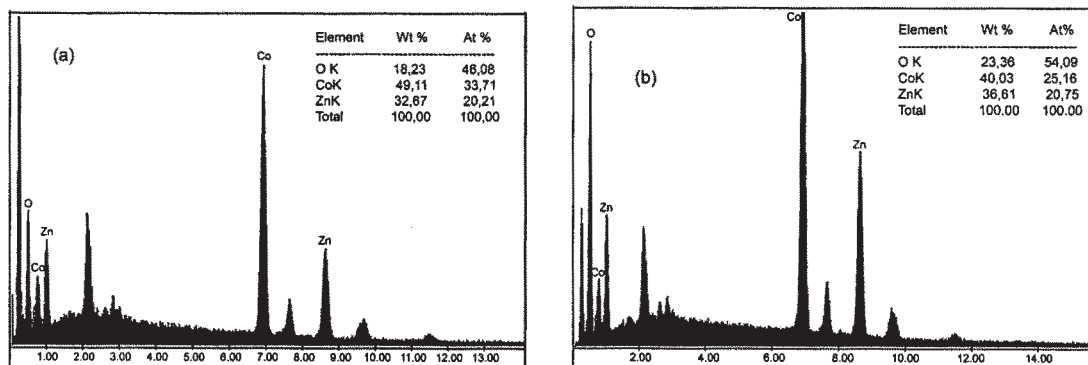 (a)
Element Wt % At %
O K 18,23 46,08
CoK 49,11 33,71
ZnK 32,67 20,21
Total 100,00 100,00
Co
O
Zn
Co
Zn
1.00 2.00 3.00 4.00 5.00 6.00 7.00 8.00 9.00 10.00 11.00 12.00 13.00
(b)
Element Wt % At%
O K 23,36 54,09
CoK 40,03 25,16
ZnK 36,61 20,75
Total 100.00 100.00
Co
O
Zn
Zn
Co
2.00 4.00 6.00 8.00 10.00 12.00 14.00